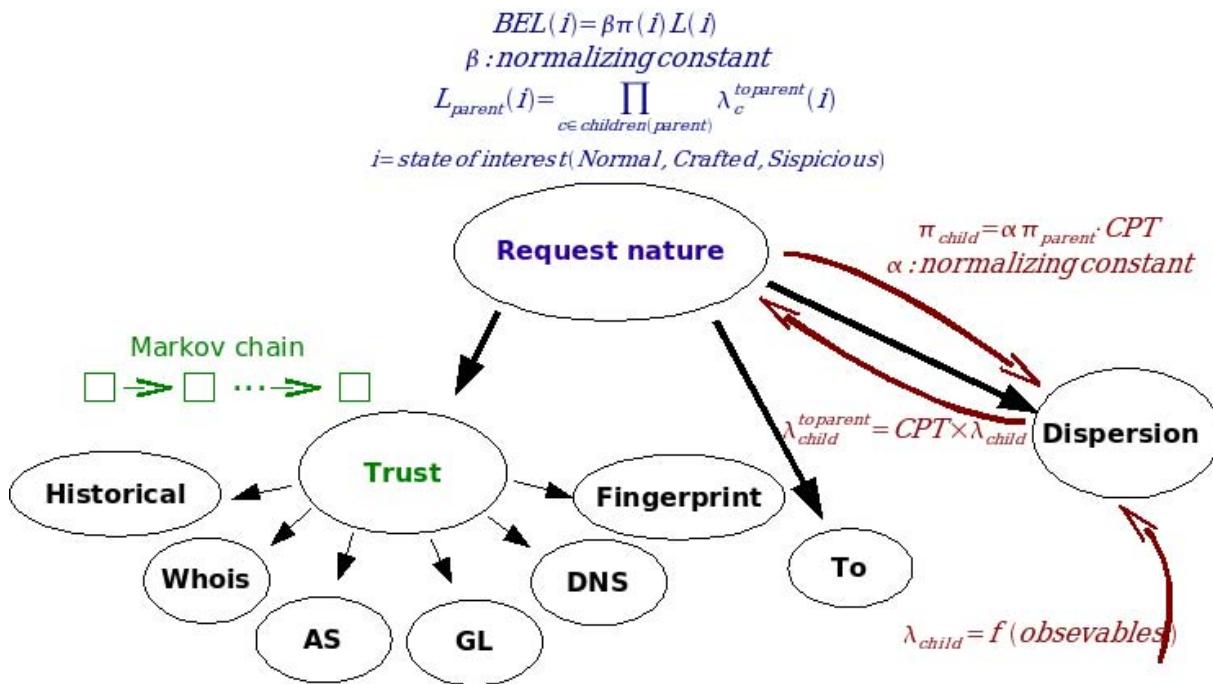 BEL(i)=βπ(i)L(i)
β:normalizing constant
L_parent(i)=∏_{c∈children(parent)} λ_c^{toparent}(i)
i=state of interest(Normal, Crafted, Sispicious)
Request nature
π_child=απ_parent·CPT
α:normalizing constant
Markov chain
λ_child^{toparent}=CPT×λ_child
Dispersion
Trust
Historical
Fingerprint
Whois
DNS
To
AS
GL
λ_child=f(obsevables)